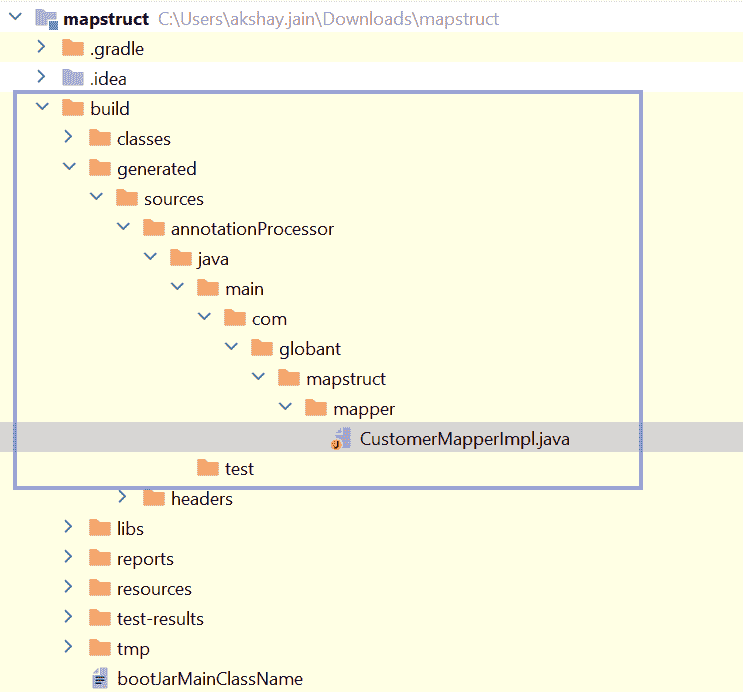 mapstruct C:\Users\akshay.jain\Downloads\mapstruct
.gradle
.idea
build
classes
generated
sources
annotationProcessor
java
main
com
globant
mapstruct
mapper
CustomerMapperImpl.java
test
headers
libs
reports
resources
test-results
tmp
bootJarMainClassName